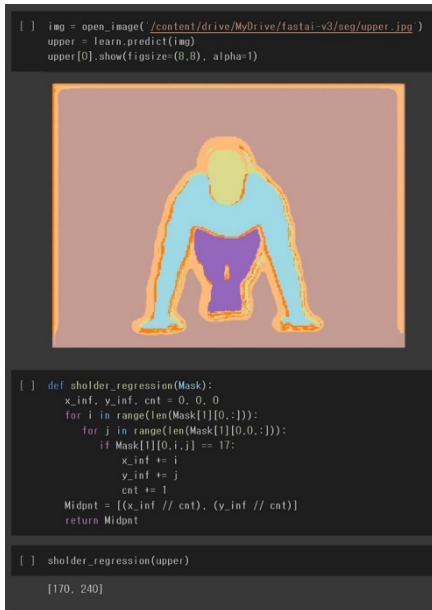 [ ] img = open_image('/content/drive/MyDrive/fastai-v3/seg/upper.jpg')
upper = learn.predict(img)
upper[0].show(figsize=(8,8), alpha=1)
[ ] def sholder_regression(Mask):
x_inf, y_inf, cnt = 0, 0, 0
for i in range(len(Mask[1][0,:])):
for j in range(len(Mask[1][0,0,:])):
if Mask[1][0,i,j] == 17:
x_inf += i
y_inf += j
cnt += 1
Midpnt = [(x_inf // cnt), (y_inf // cnt)]
return Midpnt
[ ] sholder_regression(upper)
[170, 240]